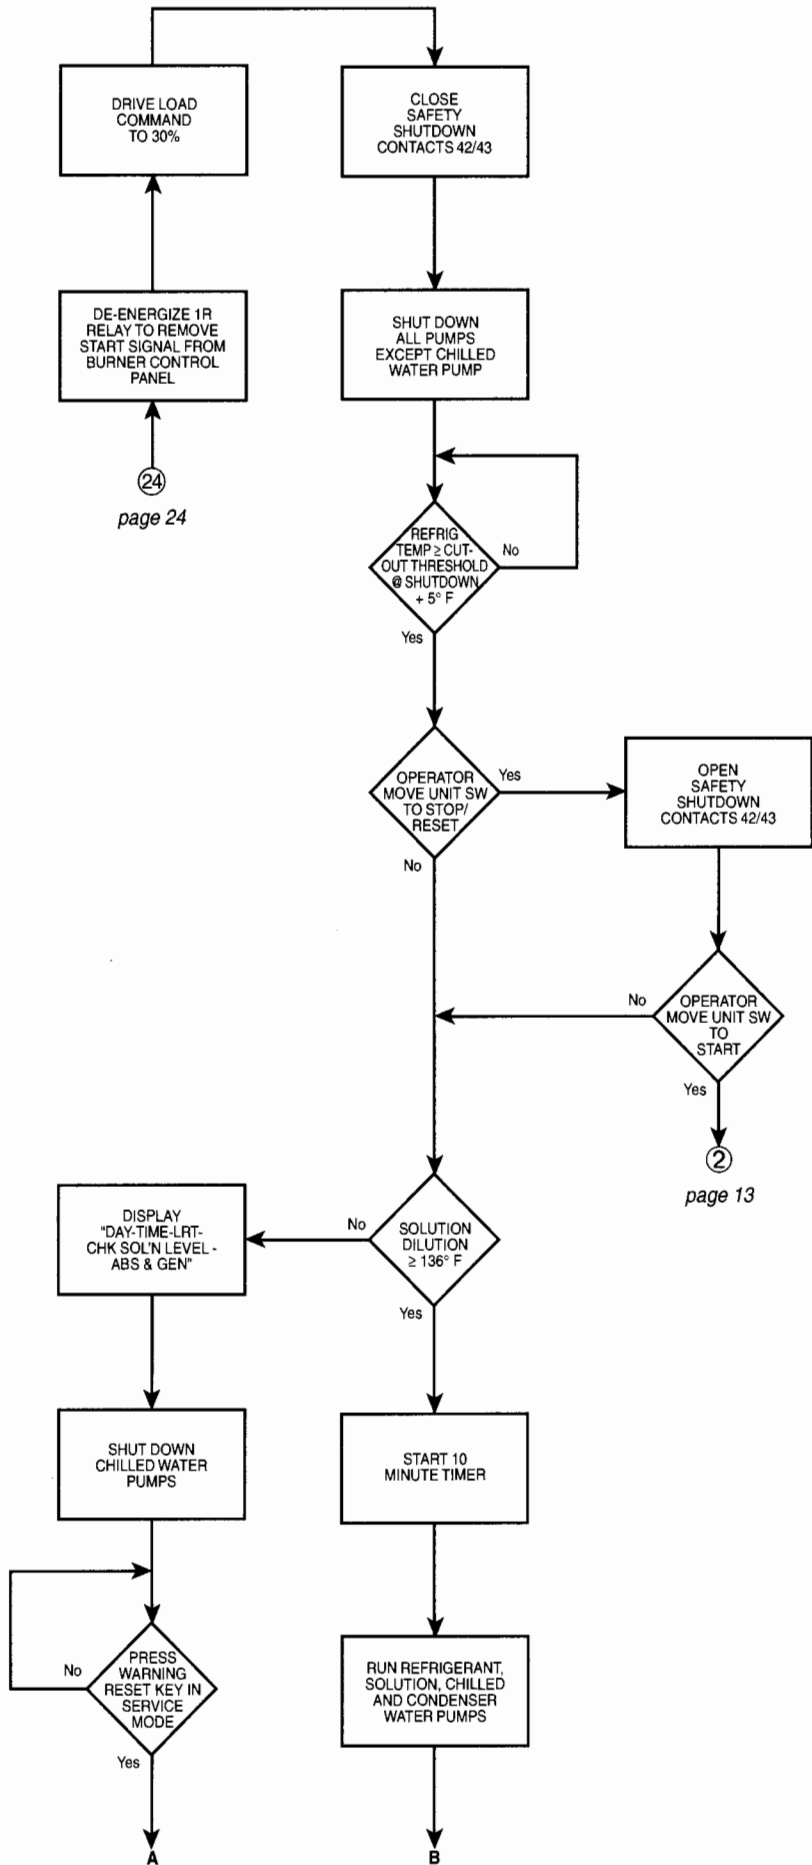 DRIVE LOAD
COMMAND
TO 30%
CLOSE
SAFETY
SHUTDOWN
CONTACTS 42/43
DE-ENERGIZE 1R
RELAY TO REMOVE
START SIGNAL FROM
BURNER CONTROL
PANEL
SHUT DOWN
ALL PUMPS
EXCEPT CHILLED
WATER PUMP
24
page 24
REFRIG
TEMP ≥ CUT-
OUT THRESHOLD
@ SHUTDOWN
+ 5° F
No
Yes
OPERATOR
MOVE UNIT SW
TO STOP/
RESET
Yes
No
OPEN
SAFETY
SHUTDOWN
CONTACTS 42/43
OPERATOR
MOVE UNIT SW
TO
START
No
Yes
2
page 13
SOLUTION
DILUTION
≥ 136° F
No
Yes
DISPLAY
"DAY-TIME-LRT-
CHK SOL'N LEVEL -
ABS & GEN"
SHUT DOWN
CHILLED WATER
PUMPS
START 10
MINUTE TIMER
PRESS
WARNING
RESET KEY IN
SERVICE
MODE
No
Yes
RUN REFRIGERANT,
SOLUTION, CHILLED
AND CONDENSER
WATER PUMPS
A
B